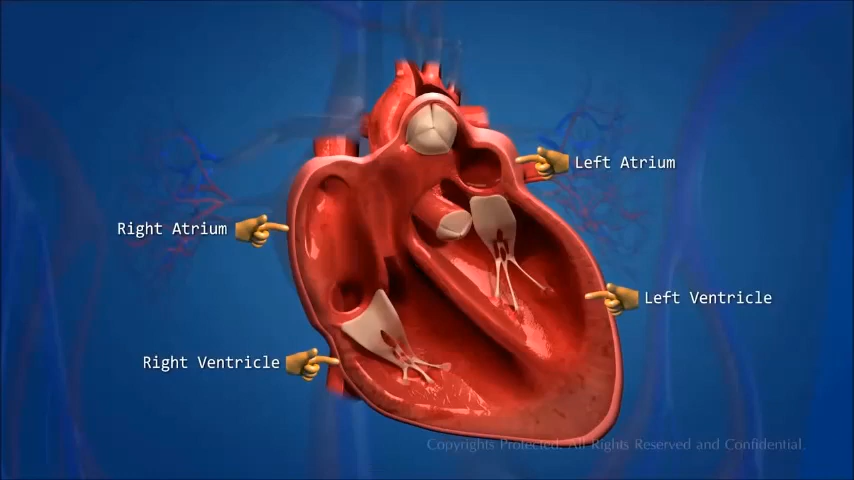 Left Atrium
Right Atrium
Left Ventricle
Right Ventricle
Copyrights Protected. All Rights Reserved and Confidential.